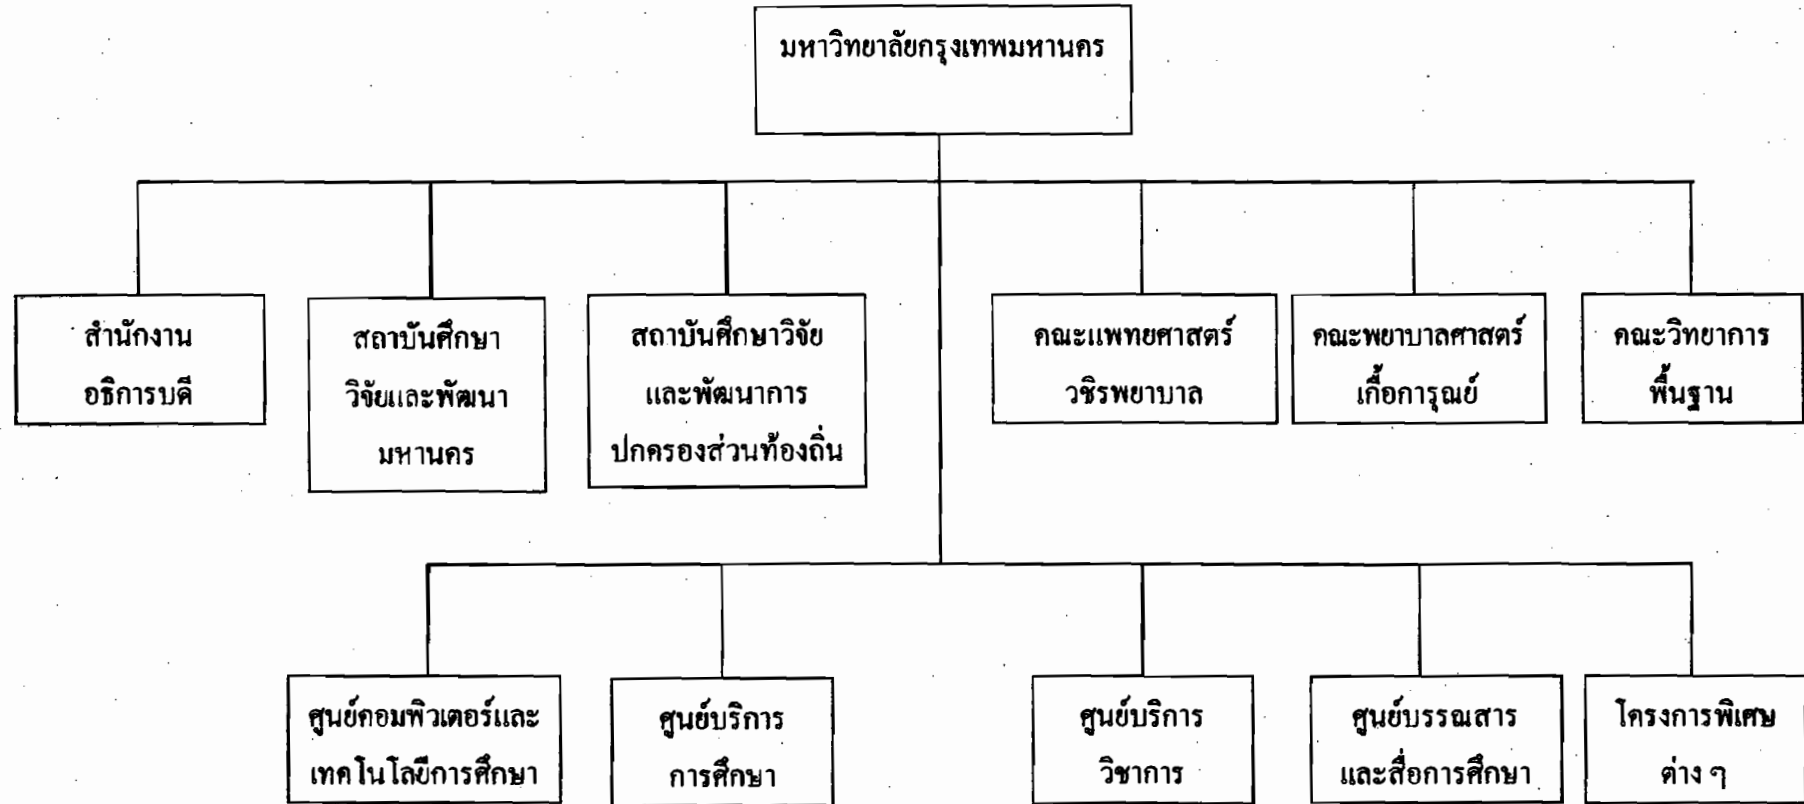 มหาวิทยาลัยกรุงเทพมหานคร
สำนักงาน
อธิการบดี
สถาบันศึกษา
วิจัยและพัฒนา
มหานคร
สถาบันศึกษาวิจัย
และพัฒนาการ
ปกครองส่วนท้องถิ่น
คณะแพทยศาสตร์
วชิรพยาบาล
คณะพยาบาลศาสตร์
เกื้อการุณย์
คณะวิทยาการ
พื้นฐาน
ศูนย์คอมพิวเตอร์และ
เทคโนโลยีการศึกษา
ศูนย์บริการ
การศึกษา
ศูนย์บริการ
วิชาการ
ศูนย์บรรณสาร
และสื่อการศึกษา
โครงการพิเศษ
ต่าง ๆ